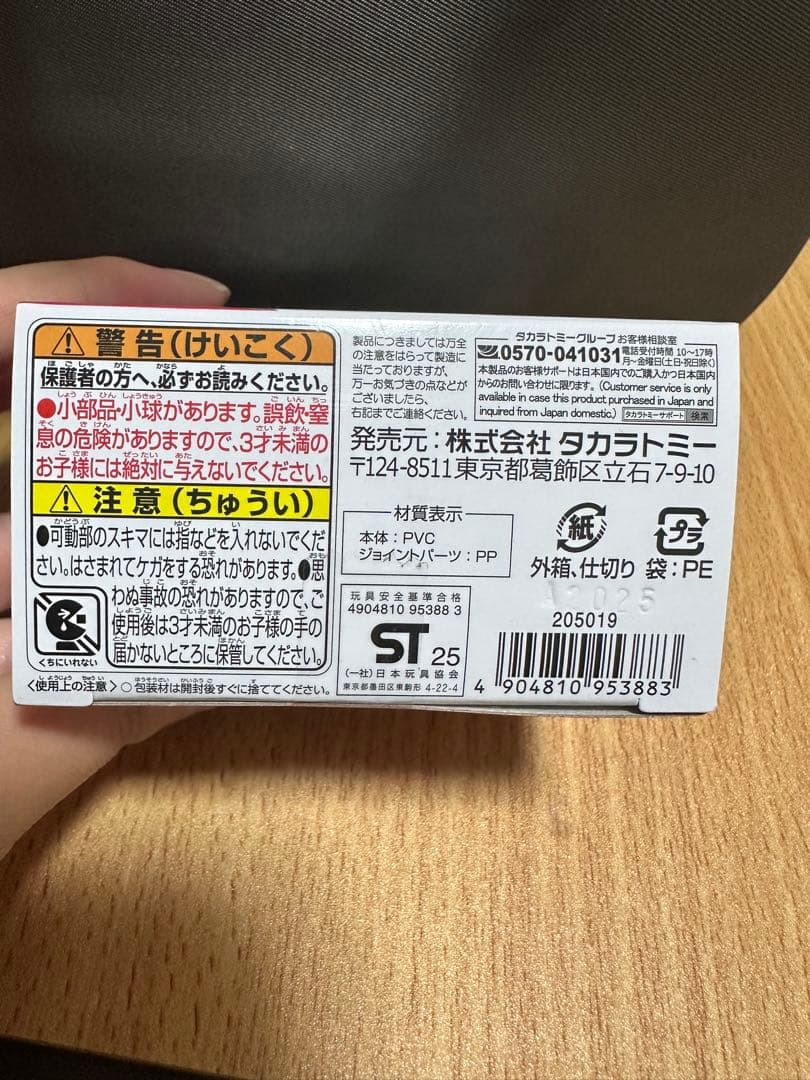 警告(けいこく)
保護者の方へ、必ずお読みください。
●小部品・小球があります。誤飲・窒
息の危険がありますので、3才未満の
お子様には絶対に与えないでください。
注意(ちゅうい)
●可動部のスキマには指などを入れないでくだ
さい。はさまれてケガをする恐れがあります。●思
わぬ事故の恐れがありますので、ご
使用後は3才未満のお子様の手の
届かないところに保管してください。
くちにいれない
〈使用上の注意〉○包装材は開封後すぐに捨ててください。
製品につきましては万全
の注意をはらって製造に
当たっておりますが、
万一お気づきの点などが
ございましたら、
右記までご連絡ください。
タカラトミーグループお客様相談室
0570-041031 電話受付時間 10〜17時
月〜金曜日(土日・祝日除く)
本製品のお客様サポートは日本国内でのご購入かつ日本国内
からのお問い合わせに限ります。(Customer service is only
available in case this product purchased in Japan and
inquired from Japan domestic.) タカラトミーサポート 検索
発売元:株式会社 タカラトミー
〒124-8511 東京都葛飾区立石7-9-10
材質表示
本体:PVC
ジョイントパーツ:PP
紙
外箱、仕切り
プラ
袋:PE
玩具安全基準合格
4904810 95388 3
ST 25
(一社)日本玩具協会
東京都墨田区東駒形 4-22-4
A2025
205019
4 904810 953883